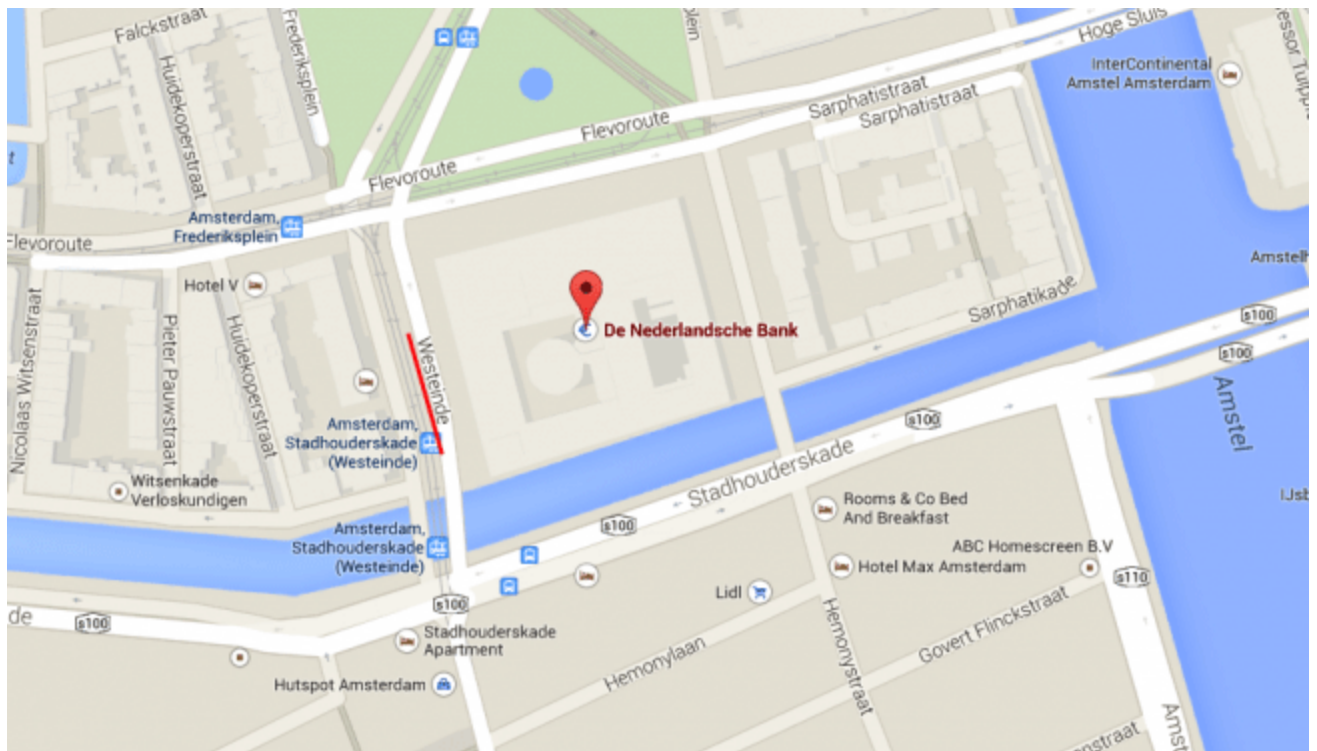 Falckstraat
Frederiksplein
plein
Hoge Sluis
Huidekoperstraat
InterContinental
Amstel Amsterdam
Sarphatistraat
Sarphatistraat
Flevoroute
Flevoroute
Amsterdam,
Frederiksplein
Flevoroute
Hotel V
Amstelh
Sarphatikade
s100
s100
De Nederlandsche Bank
Nicolaas Witsenstraat
Pieter Pauwstraat
Huidekoperstraat
Westeinde
Amstel
s100
Amsterdam,
Stadhouderskade
(Westeinde)
Stadhouderskade
Witsenkade
Verloskundigen
Rooms & Co Bed
And Breakfast
IJsb
s100
Amsterdam,
Stadhouderskade
(Westeinde)
ABC Homescreen B.V
Hotel Max Amsterdam
s110
Lidl
s100
de
s100
Stadhouderskade
Apartment
Hemonylaan
Hemonystraat
Govert Flinckstraat
Hutspot Amsterdam
Ams
nstraat